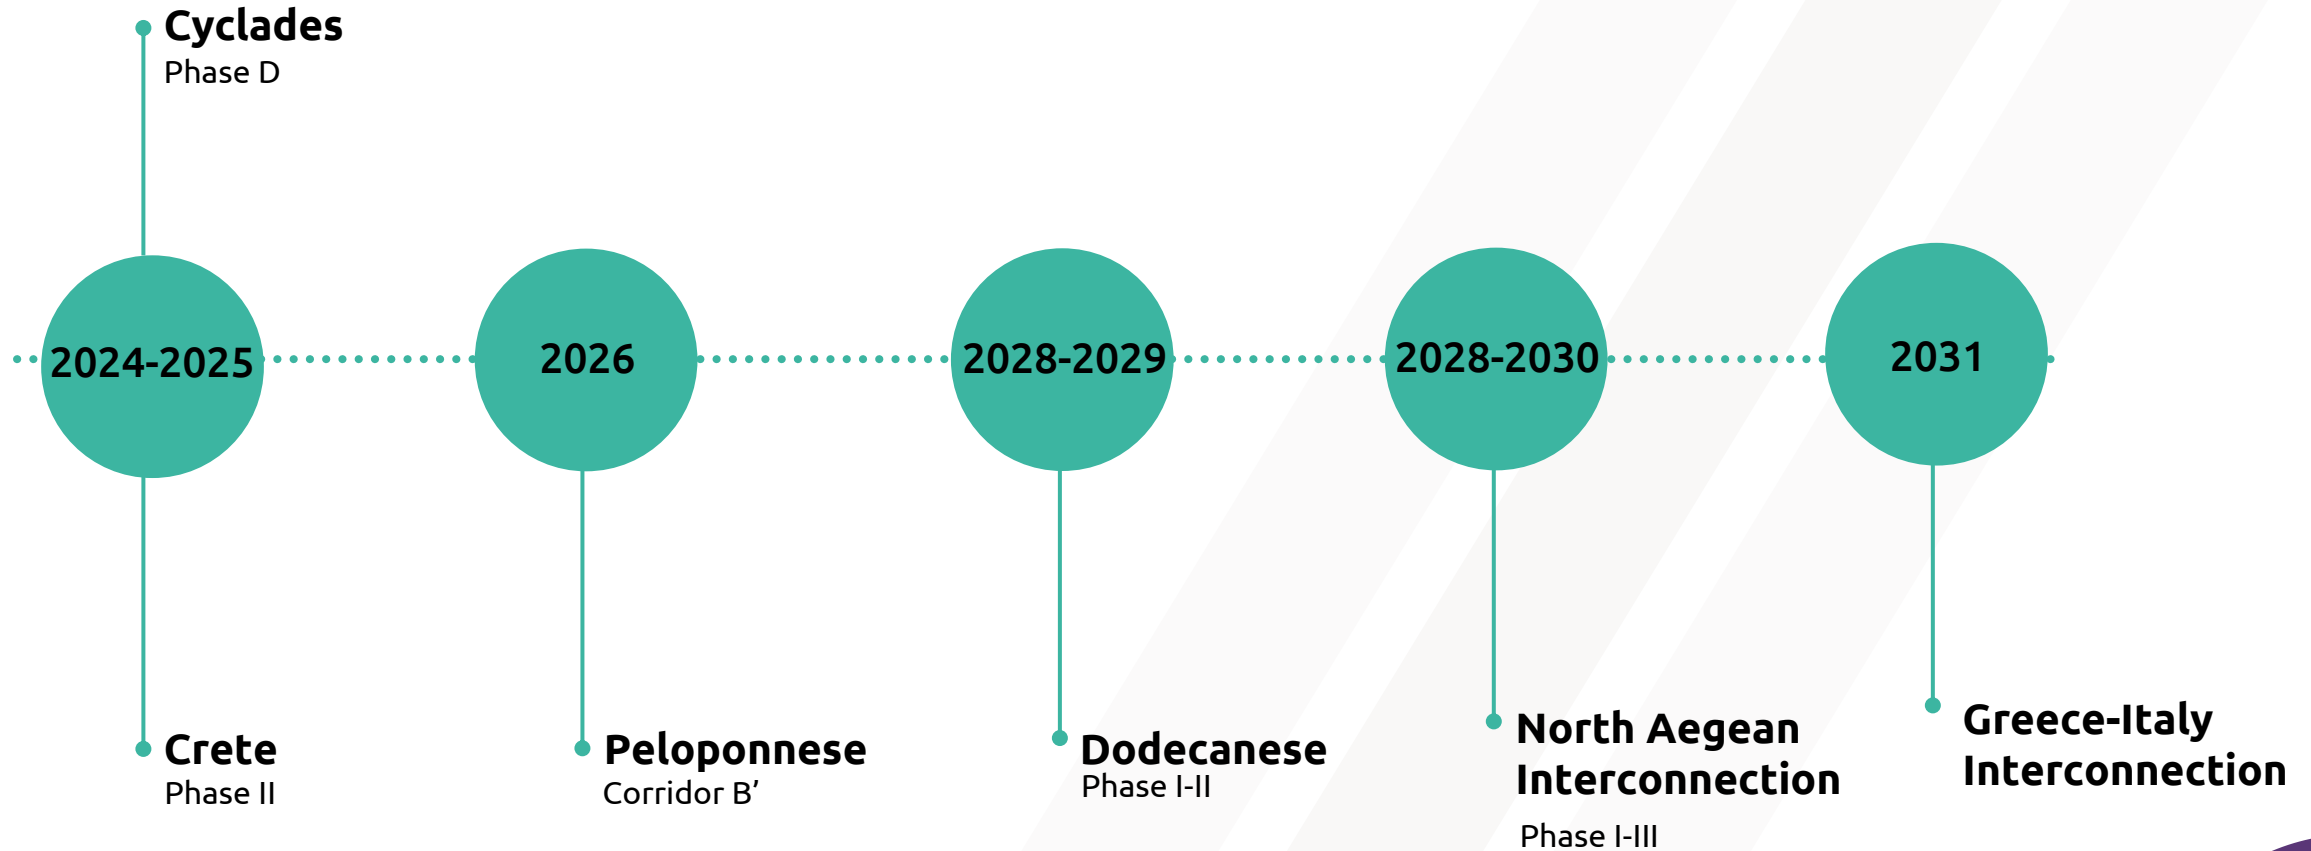 Cyclades
Phase D
2024-2025
2026
2028-2029
2028-2030
2031
Crete
Phase II
Peloponnese
Corridor B’
Dodecanese
Phase I-II
North Aegean
Interconnection
Phase I-III
Greece-Italy
Interconnection